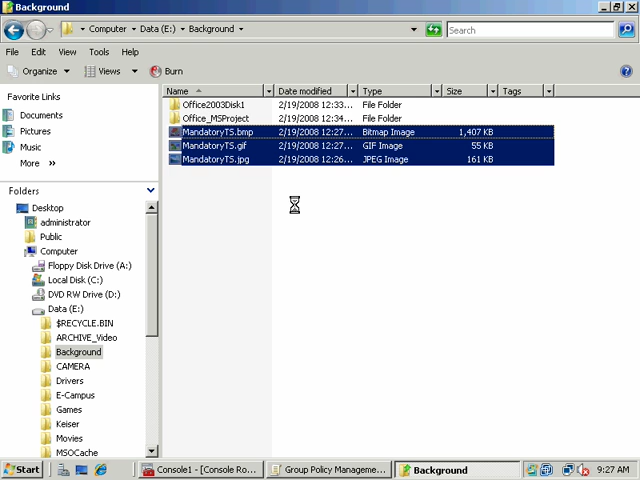 Background
Computer Data (E:) Background
Search
File Edit View Tools Help
Organize Views Burn
Favorite Links
Documents
Pictures
Music
More »
Folders
Desktop
administrator
Public
Computer
Floppy Disk Drive (A:)
Local Disk (C:)
DVD RW Drive (D:)
Data (E:)
$RECYCLE.BIN
ARCHIVE_Video
Background
CAMERA
Drivers
E-Campus
Games
Keiser
Movies
MSOCache
Name Date modified Type Size Tags
Office2003Disk1 2/19/2008 12:33... File Folder
Office_MSProject 2/19/2008 12:34... File Folder
MandatoryTS.bmp 2/19/2008 12:27... Bitmap Image 1,407 KB
MandatoryTS.gif 2/19/2008 12:27... GIF Image 55 KB
MandatoryTS.jpg 2/19/2008 12:26... JPEG Image 161 KB
Start Console1 - [Console Ro... Group Policy Manageme... Background 9:27 AM